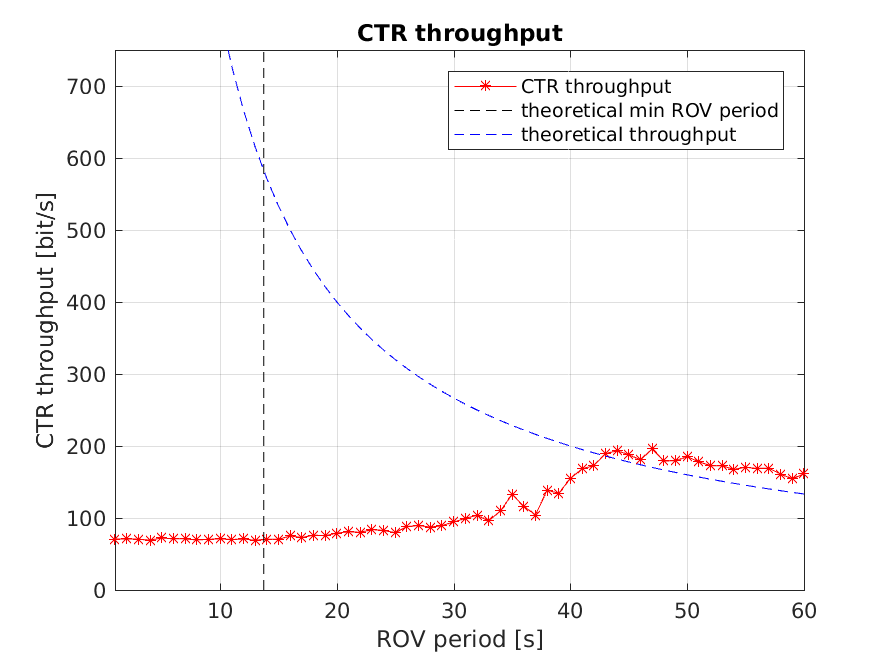 CTR throughput
CTR throughput
theoretical min ROV period
theoretical throughput
CTR throughput [bit/s]
700
600
500
400
300
200
100
0
10 20 30 40 50 60
ROV period [s]